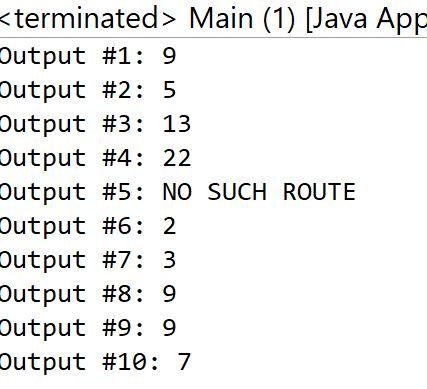 <terminated> Main (1) [Java App
Output #1: 9
Output #2: 5
Output #3: 13
Output #4: 22
Output #5: NO SUCH ROUTE
Output #6: 2
Output #7: 3
Output #8: 9
Output #9: 9
Output #10: 7